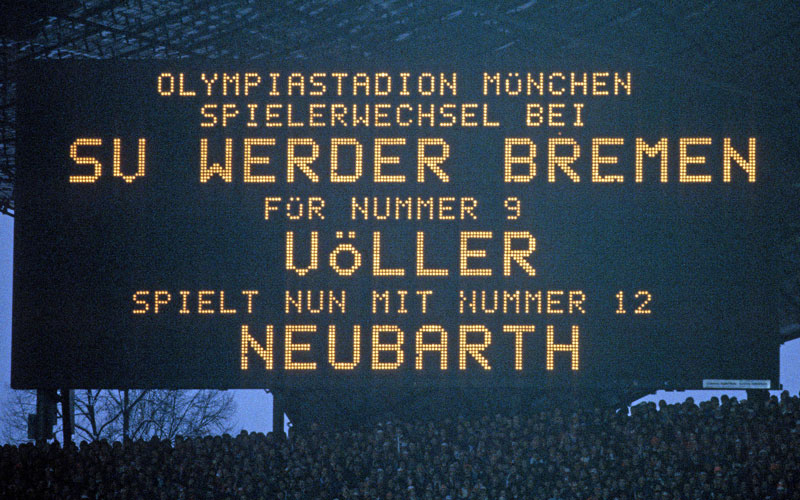 OLYMPIASTADION MÜNCHEN
SPIELERWECHSEL BEI
SV WERDER BREMEN
FÜR NUMMER 9
VÖLLER
SPIELT NUN MIT NUMMER 12
NEUBARTH